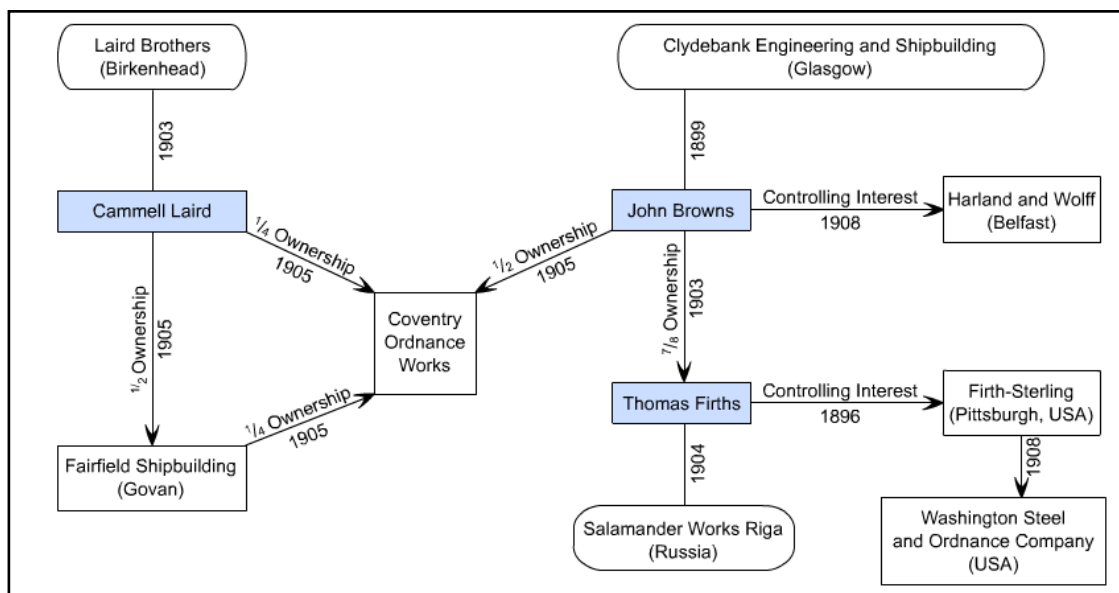 Laird Brothers
(Birkenhead)
Clydebank Engineering and Shipbuilding
(Glasgow)
1903
1899
Cammell Laird
John Browns
Controlling Interest
1908
Harland and Wolff
(Belfast)
1/4 Ownership
1905
1/2 Ownership
1905
1/2 Ownership
1905
Coventry
Ordnance
Works
7/8 Ownership
1903
Thomas Firths
Controlling Interest
1896
Firth-Sterling
(Pittsburgh, USA)
1/4 Ownership
1905
Fairfield Shipbuilding
(Govan)
1904
1908
Salamander Works Riga
(Russia)
Washington Steel
and Ordnance Company
(USA)